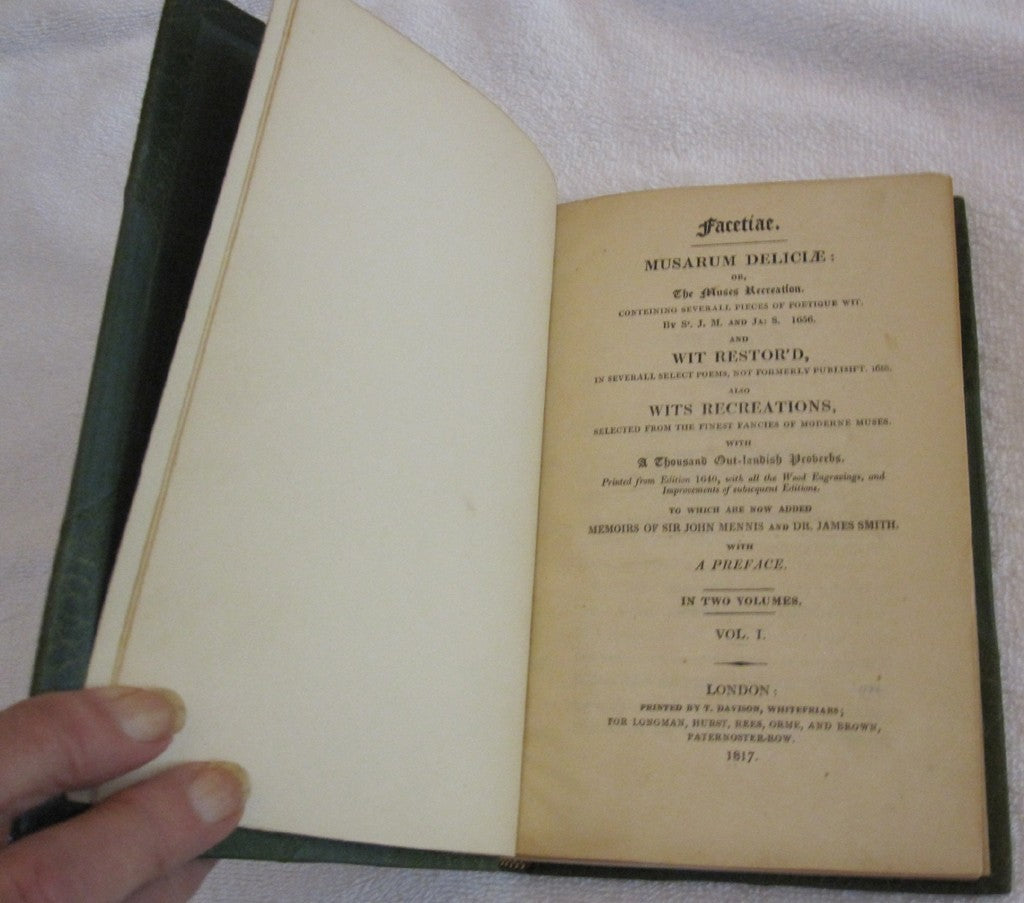 Facetiae.
MUSARUM DELICIÆ:
OR,
The Muses Recreation.
CONTEINING SEVERALL PIECES OF POETIQUE WIT.
By Sr. J. M. AND JA: S. 1656.
AND
WIT RESTOR'D,
IN SEVERALL SELECT POEMS, NOT FORMERLY PUBLISH'T.
ALSO
WITS RECREATIONS,
SELECTED FROM THE FINEST FANCIES OF MODERNE MUSES.
WITH
A Thousand Out-landish Proverbs.
Printed from Edition 1640, with all the Wood Engravings, and
Improvements of subsequent Editions.
TO WHICH ARE NOW ADDED
MEMOIRS OF SIR JOHN MENNIS AND DR. JAMES SMITH.
WITH
A PREFACE.
IN TWO VOLUMES.
VOL. I.
LONDON:
PRINTED BY T. DAVISON, WHITEFRIARS;
FOR LONGMAN, HURST, REES, ORME, AND BROWN,
PATERNOSTER-ROW.
1817.